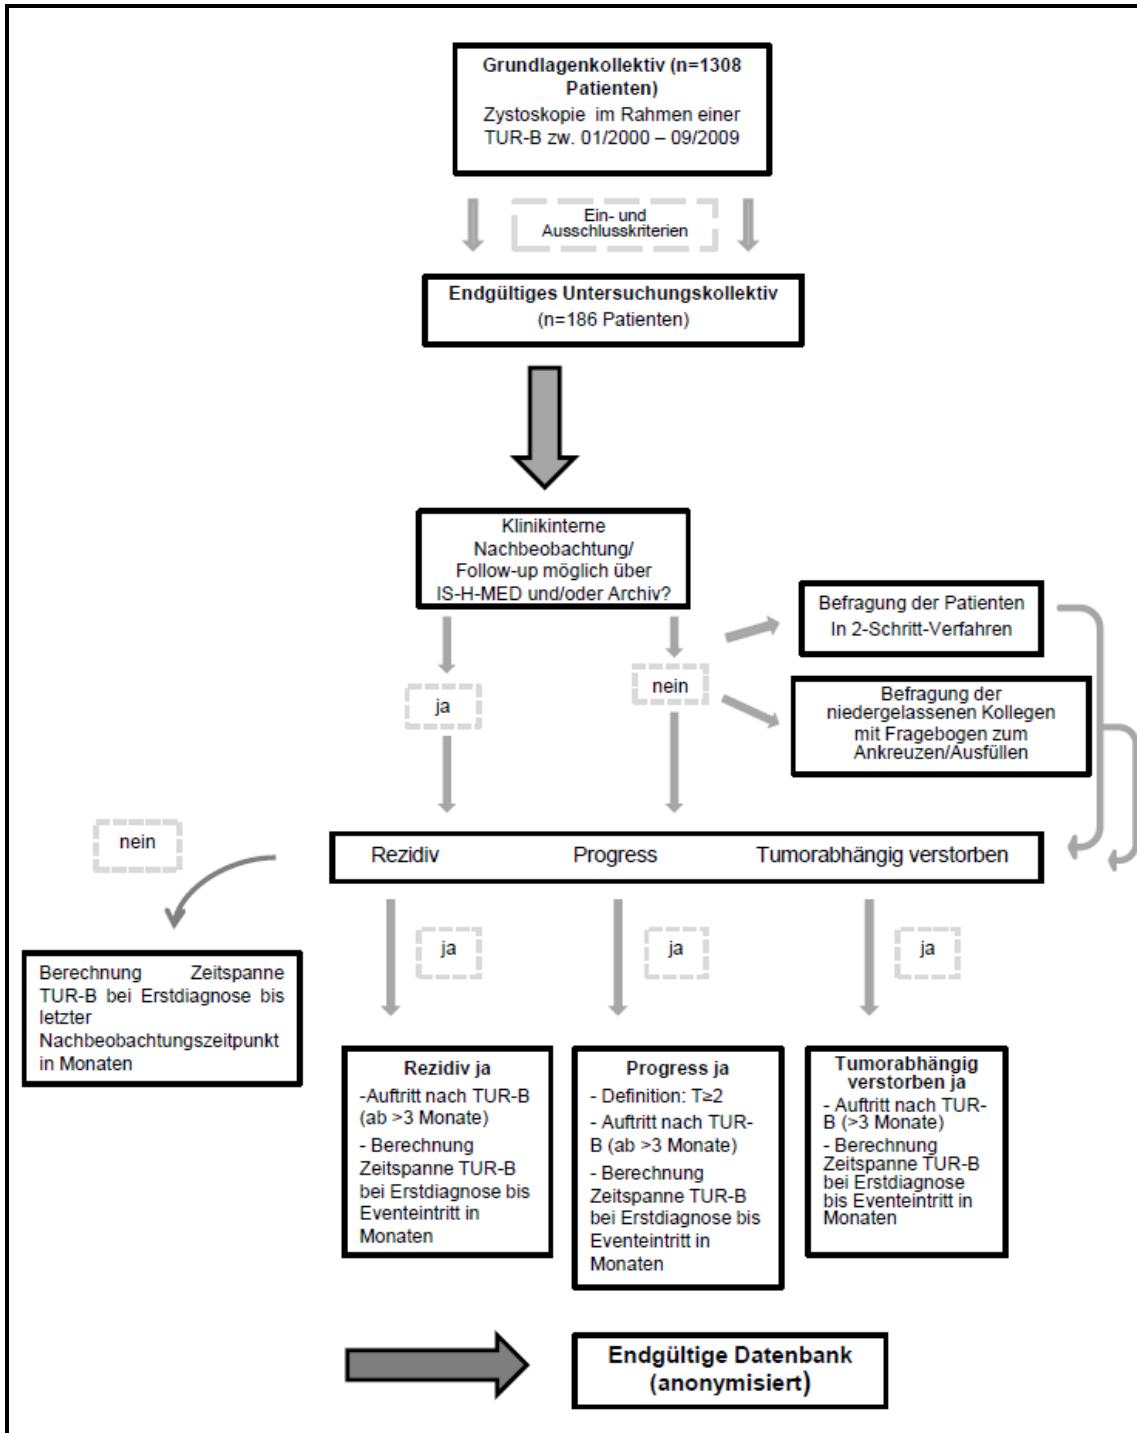 Grundlagenkollektiv (n=1308
Patienten)
Zystoskopie im Rahmen einer
TUR-B zw. 01/2000 – 09/2009
Ein- und
Ausschlusskriterien
Endgültiges Untersuchungskollektiv
(n=186 Patienten)
Klinikinterne
Nachbeobachtung/
Follow-up möglich über
IS-H-MED und/oder Archiv?
Befragung der Patienten
In 2-Schritt-Verfahren
ja
nein
Befragung der
niedergelassenen Kollegen
mit Fragebogen zum
Ankreuzen/Ausfüllen
nein
Rezidiv Progress Tumorabhängig verstorben
ja
ja
ja
Berechnung Zeitspanne
TUR-B bei Erstdiagnose bis
letzter
Nachbeobachtungszeitpunkt
in Monaten
Rezidiv ja
-Auftritt nach TUR-B
(ab >3 Monate)
- Berechnung
Zeitspanne TUR-B
bei Erstdiagnose bis
Eventeintritt in
Monaten
Progress ja
- Definition: T≥2
- Auftritt nach TUR-
B (ab >3 Monate)
- Berechnung
Zeitspanne TUR-B
bei Erstdiagnose bis
Eventeintritt in
Monaten
Tumorabhängig
verstorben ja
- Auftritt nach TUR-
B (>3 Monate)
- Berechnung
Zeitspanne TUR-B
bei Erstdiagnose
bis Eventeintritt in
Monaten
Endgültige Datenbank
(anonymisiert)